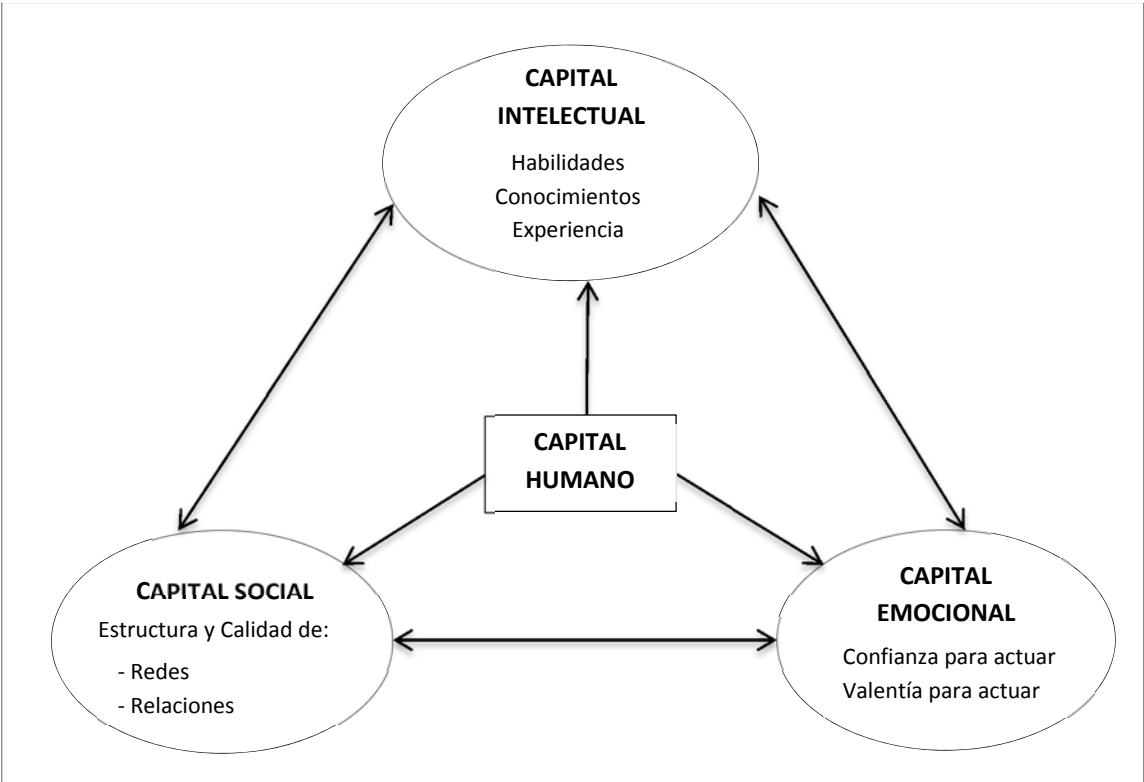 CAPITAL
INTELECTUAL
Habilidades
Conocimientos
Experiencia
CAPITAL
HUMANO
CAPITAL SOCIAL
Estructura y Calidad de:
- Redes
- Relaciones
CAPITAL
EMOCIONAL
Confianza para actuar
Valentía para actuar